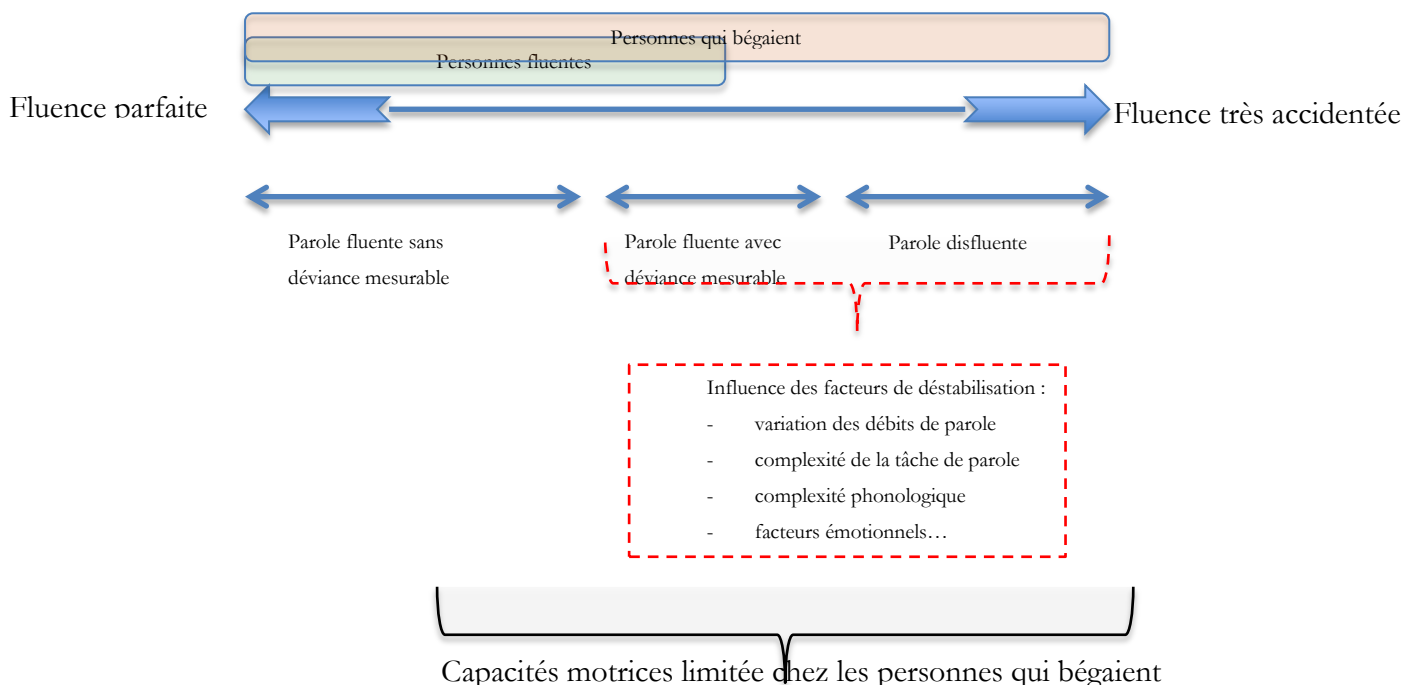 Personnes qui bégaient
Personnes fluentes
Fluence parfaite
Fluence très accidentée
Parole fluente sans
déviance mesurable
Parole fluente avec
déviance mesurable
Parole disfluente
Influence des facteurs de déstabilisation :
- variation des débits de parole
- complexité de la tâche de parole
- complexité phonologique
- facteurs émotionnels…
Capacités motrices limitée chez les personnes qui bégaient